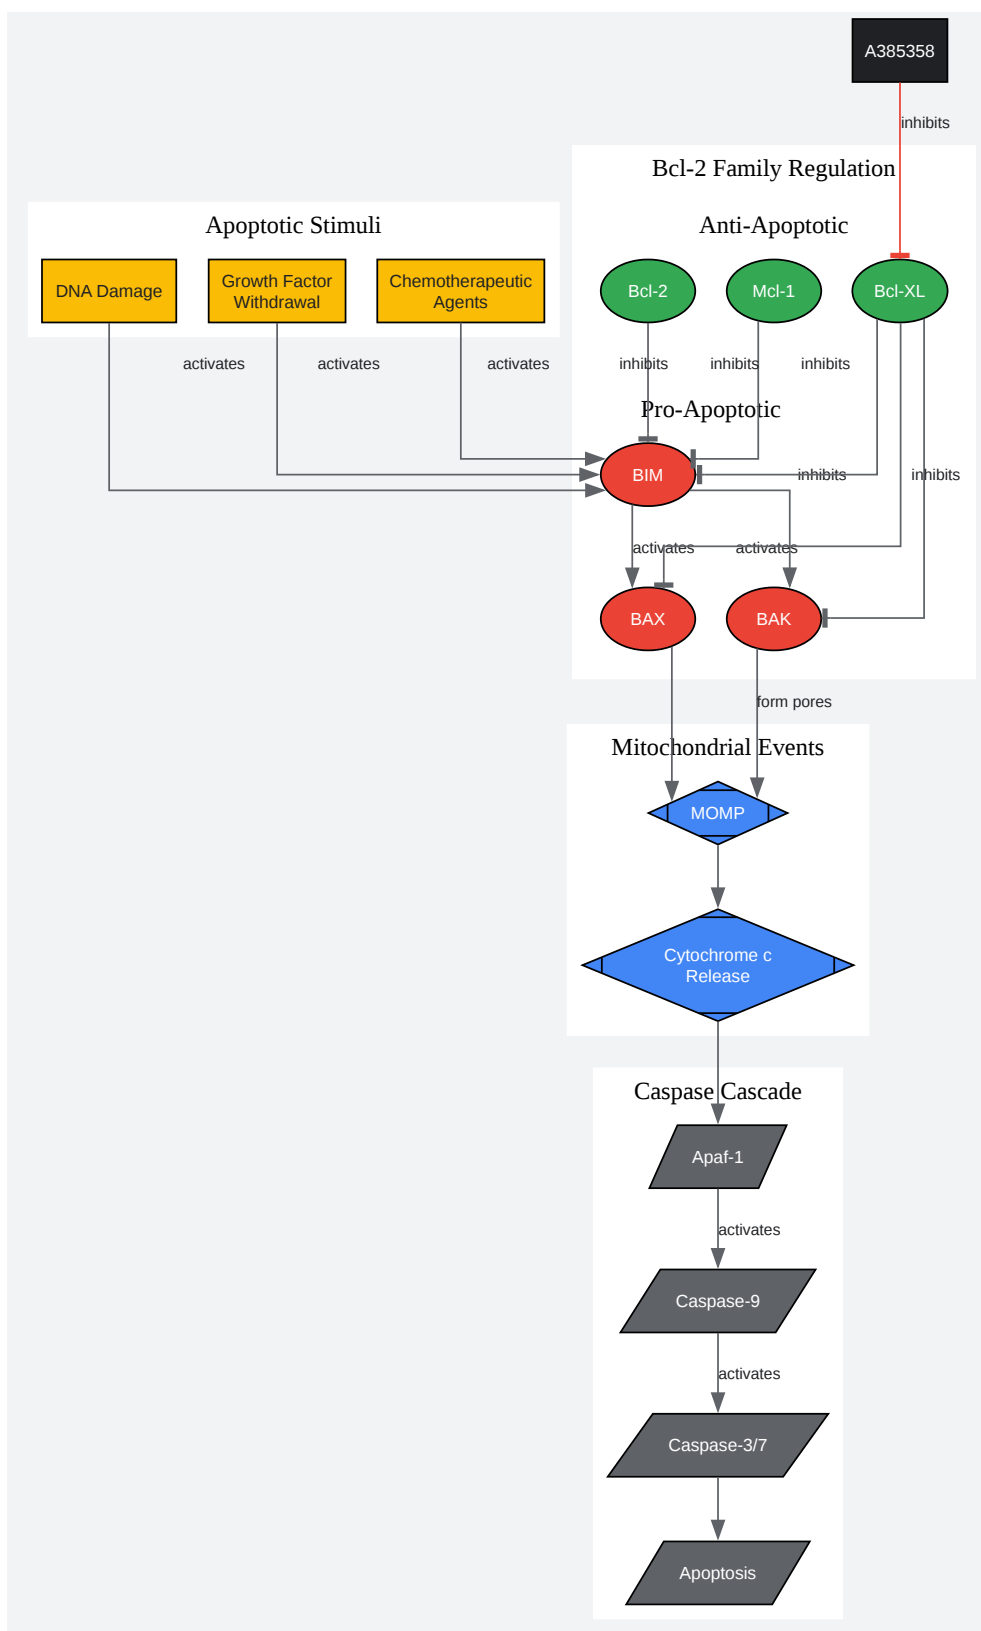 A385358
inhibits
Bcl-2 Family Regulation
Apoptotic Stimuli
Anti-Apoptotic
DNA Damage
Growth Factor
Withdrawal
Chemotherapeutic
Agents
Bcl-2
Mcl-1
Bcl-XL
activates
activates
activates
inhibits
inhibits
inhibits
Pro-Apoptotic
BIM
inhibits
inhibits
activates
activates
BAX
BAK
form pores
Mitochondrial Events
MOMP
Cytochrome c
Release
Caspase Cascade
Apaf-1
activates
Caspase-9
activates
Caspase-3/7
Apoptosis